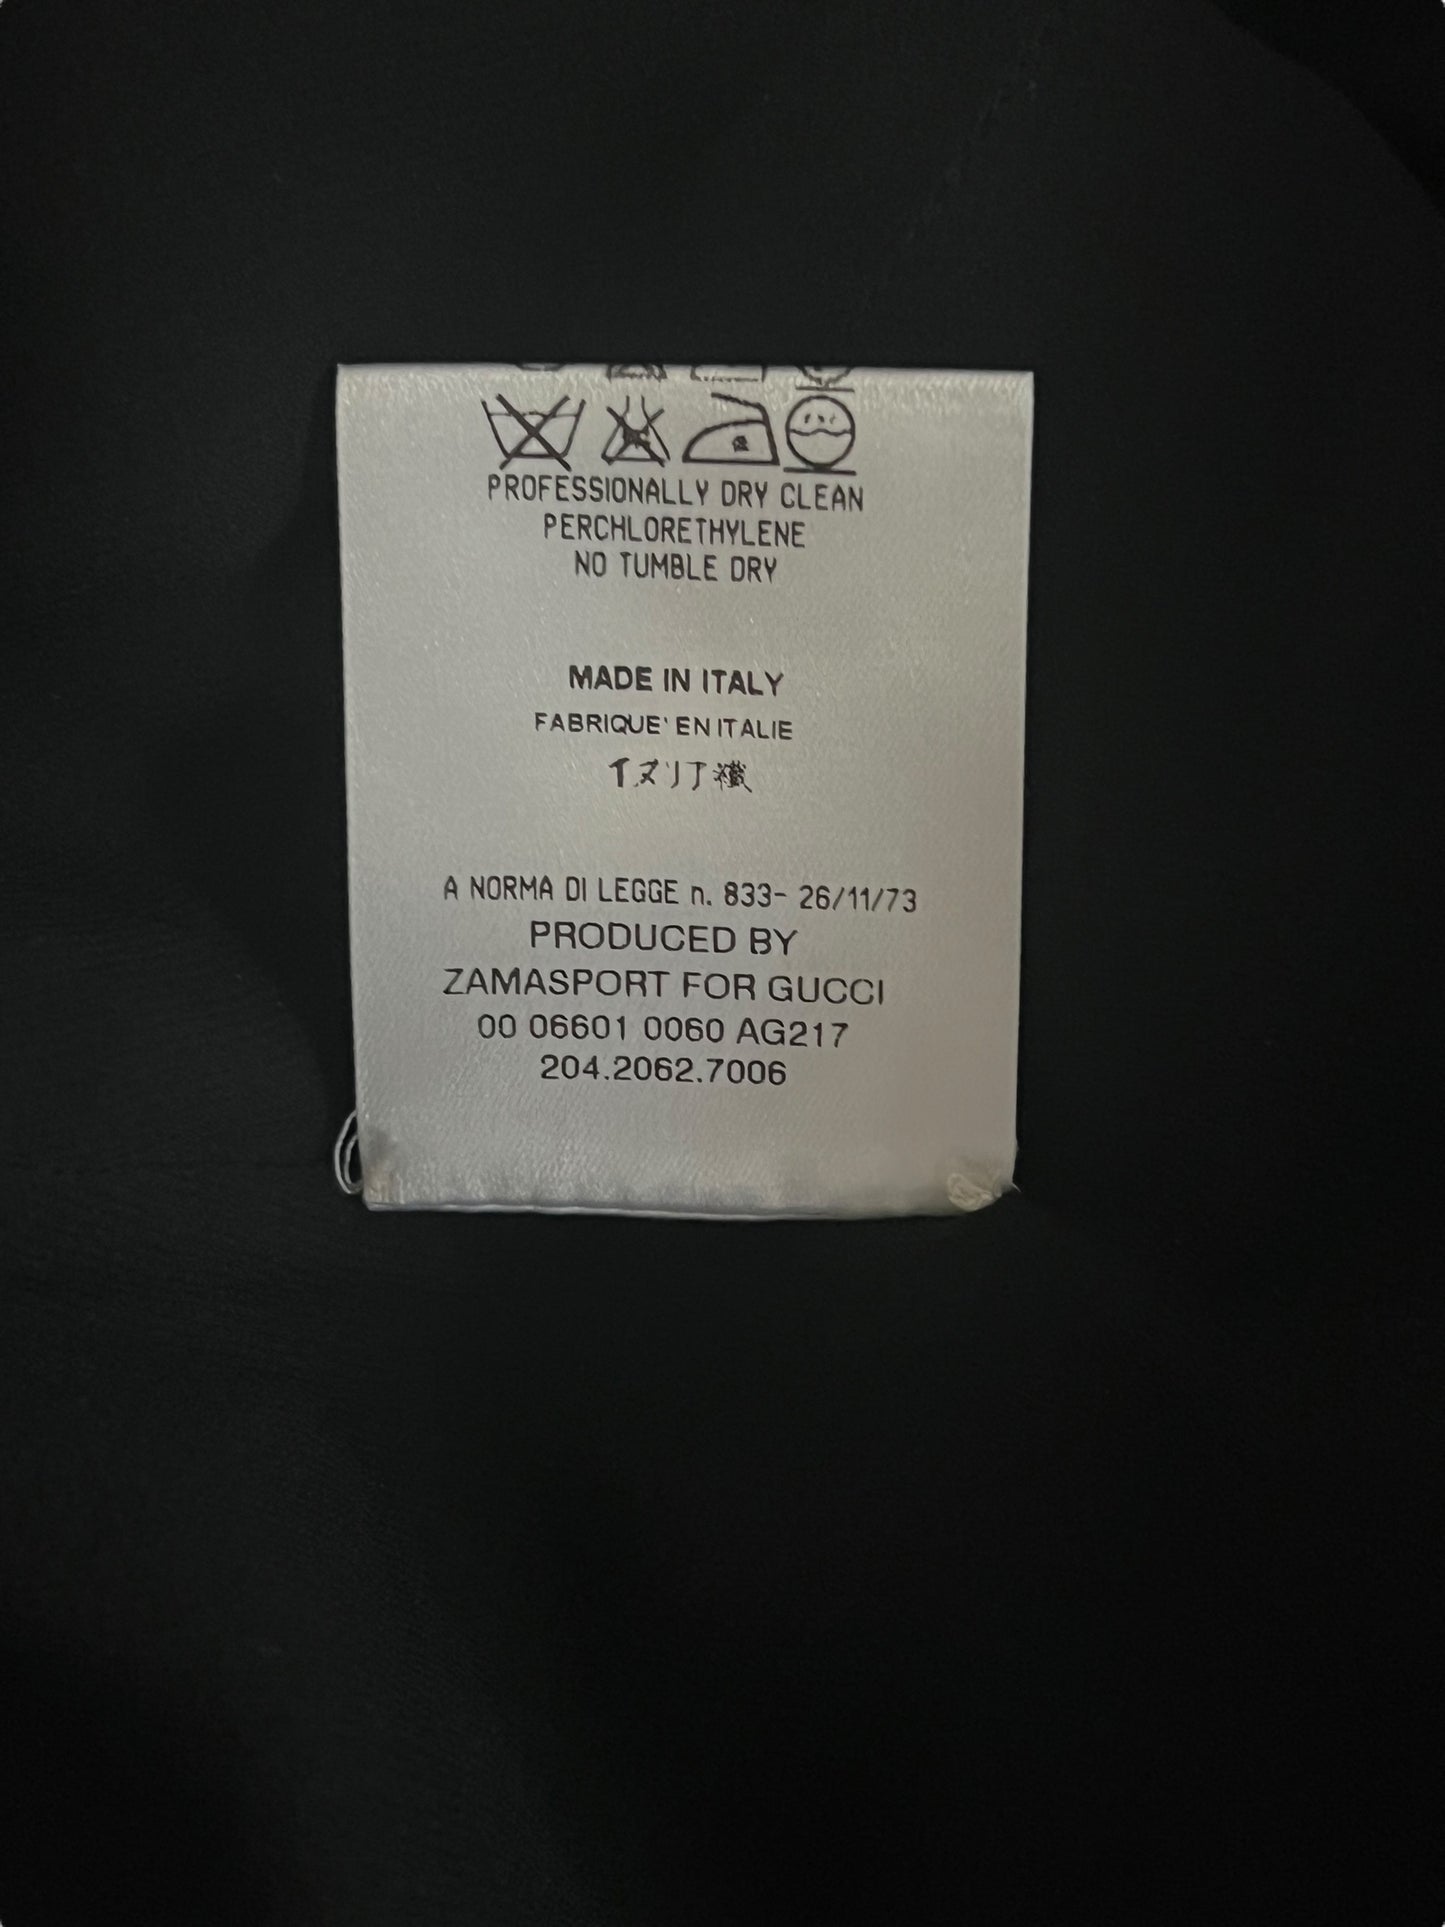 PROFESSIONALLY DRY CLEAN
PERCHLORETHYLENE
NO TUMBLE DRY
MADE IN ITALY
FABRIQUE' EN ITALIE
A NORMA DI LEGGE n. 833- 26/11/73
PRODUCED BY
ZAMASPORT FOR GUCCI
00 06601 0060 AG217
204.2062.7006